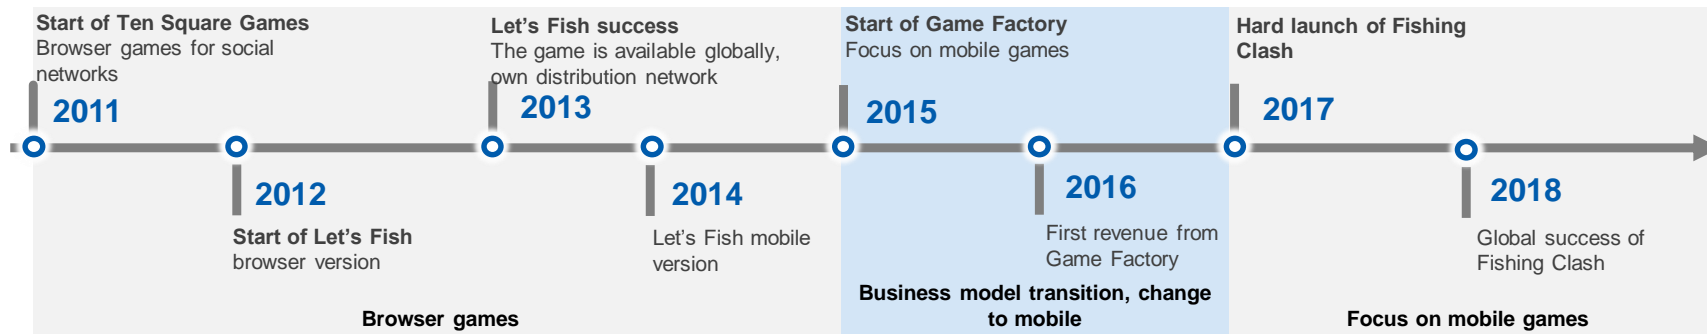 Start of Ten Square Games
Browser games for social
networks
2011
2012
Start of Let's Fish
browser version
Let's Fish success
The game is available globally,
own distribution network
2013
2014
Let's Fish mobile
version
Browser games
Start of Game Factory
Focus on mobile games
2015
2016
First revenue from
Game Factory
Business model transition, change
to mobile
Hard launch of Fishing
Clash
2017
2018
Global success of
Fishing Clash
Focus on mobile games